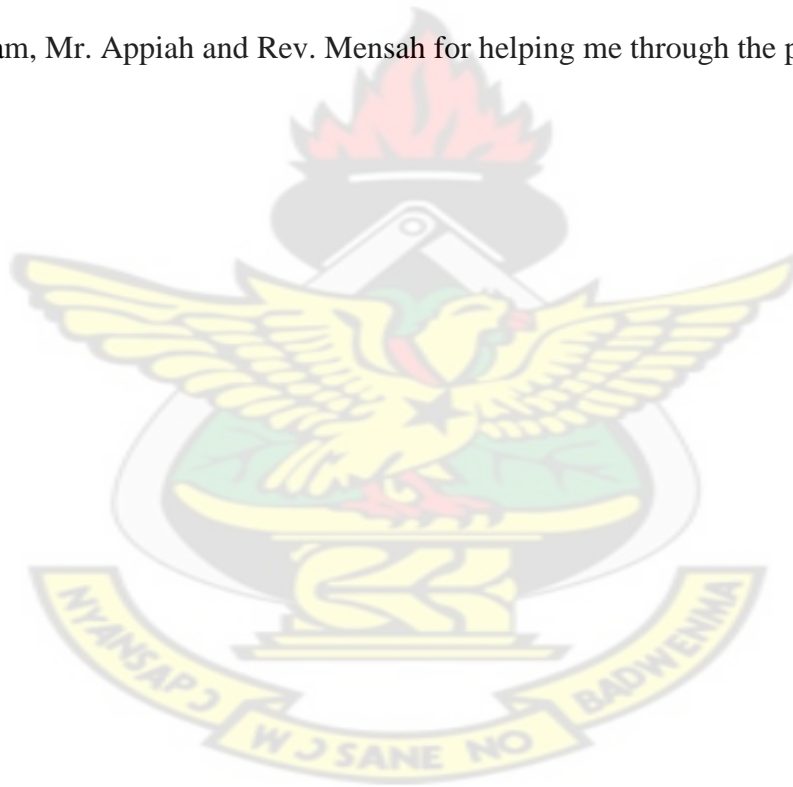 am, Mr. Appiah and Rev. Mensah for helping me through the p
NYANSAPƆ
WƆSANE NO
BADWENMA